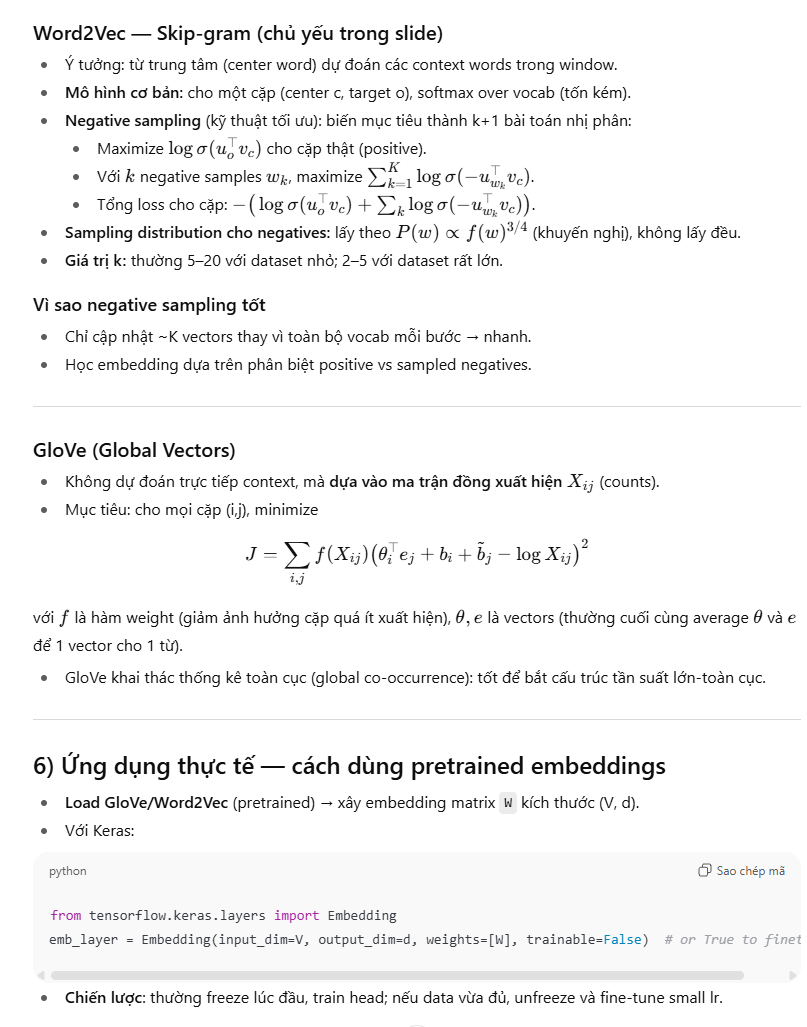 Word2Vec — Skip-gram (chủ yếu trong slide)
• Ý tưởng: từ trung tâm (center word) dự đoán các context words trong window.
• Mô hình cơ bản: cho một cặp (center c, target o), softmax over vocab (tốn kém).
• Negative sampling (kỹ thuật tối ưu): biến mục tiêu thành k+1 bài toán nhị phân:
• Maximize log σ(u_o^⊤ v_c) cho cặp thật (positive).
• Với k negative samples w_k, maximize ∑_{k=1}^{K} log σ(−u_{w_k}^⊤ v_c).
• Tổng loss cho cặp: −(log σ(u_o^⊤ v_c) + ∑_k log σ(−u_{w_k}^⊤ v_c)).
• Sampling distribution cho negatives: lấy theo P(w) ∝ f(w)^{3/4} (khuyến nghị), không lấy đều.
• Giá trị k: thường 5–20 với dataset nhỏ; 2–5 với dataset rất lớn.
Vì sao negative sampling tốt
• Chỉ cập nhật ~K vectors thay vì toàn bộ vocab mỗi bước → nhanh.
• Học embedding dựa trên phân biệt positive vs sampled negatives.
GloVe (Global Vectors)
• Không dự đoán trực tiếp context, mà dựa vào ma trận đồng xuất hiện X_{ij} (counts).
• Mục tiêu: cho mọi cặp (i,j), minimize
J = ∑_{i,j} f(X_{ij})(θ_i^⊤ e_j + b_i + b̃_j − log X_{ij})^2
với f là hàm weight (giảm ảnh hưởng cặp quá ít xuất hiện), θ, e là vectors (thường cuối cùng average θ và e
để 1 vector cho 1 từ).
• GloVe khai thác thống kê toàn cục (global co-occurrence): tốt để bắt cấu trúc tần suất lớn-toàn cục.
6) Ứng dụng thực tế — cách dùng pretrained embeddings
• Load GloVe/Word2Vec (pretrained) → xây embedding matrix W kích thước (V, d).
• Với Keras:
python
Sao chép mã
from tensorflow.keras.layers import Embedding
emb_layer = Embedding(input_dim=V, output_dim=d, weights=[W], trainable=False)  # or True to finet
• Chiến lược: thường freeze lúc đầu, train head; nếu data vừa đủ, unfreeze và fine-tune small lr.